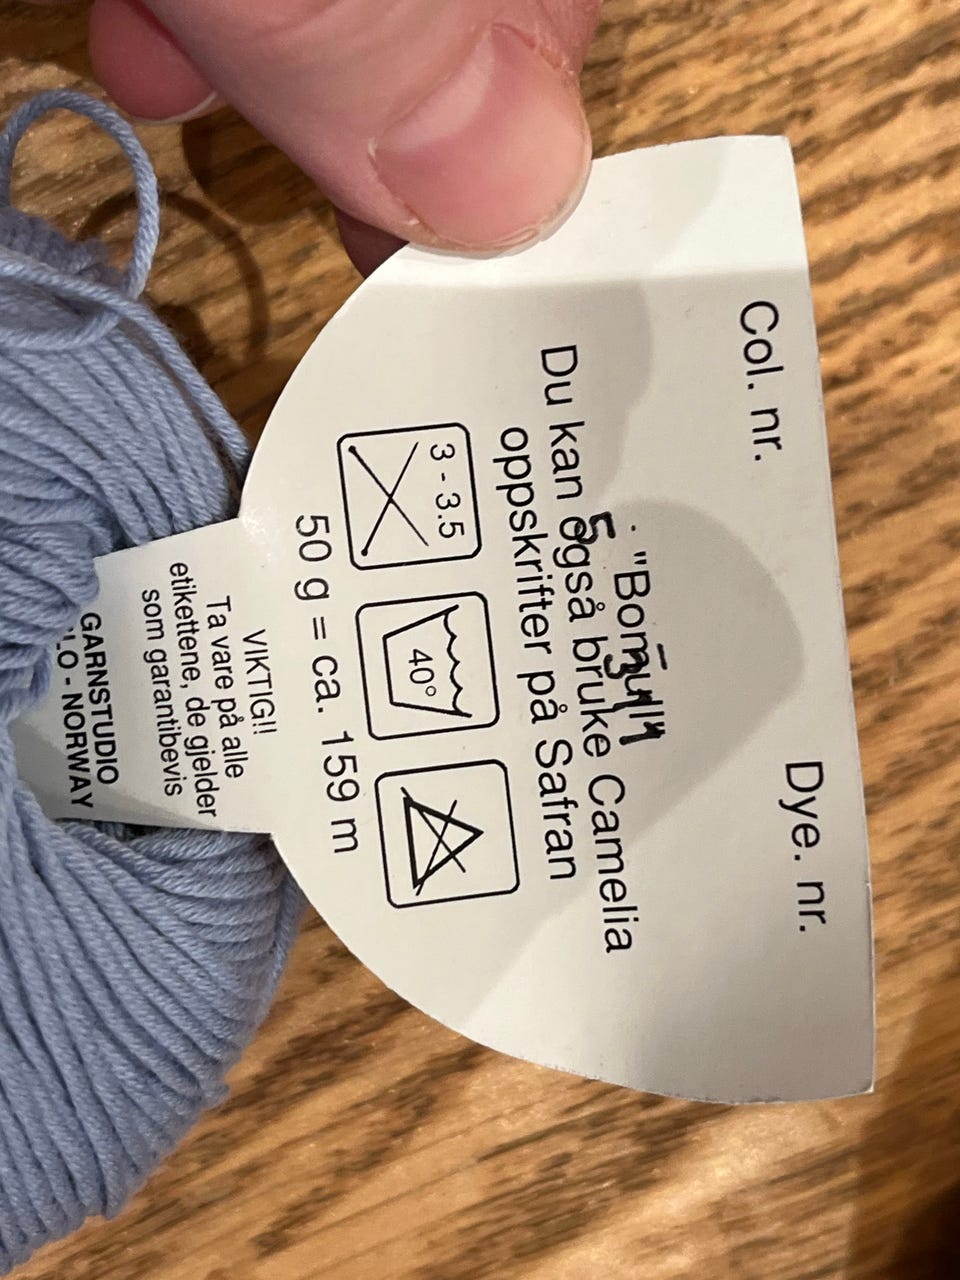 Col. nr. Dye. nr.
"Bomull"
Du kan også bruke Camelia
oppskrifter på Safran
3 - 3.5 40°
50 g = ca. 159 m
VIKTIG!!
Ta vare på alle
etikettene, de gjelder
som garantibevis
GARNSTUDIO
LO - NORWAY